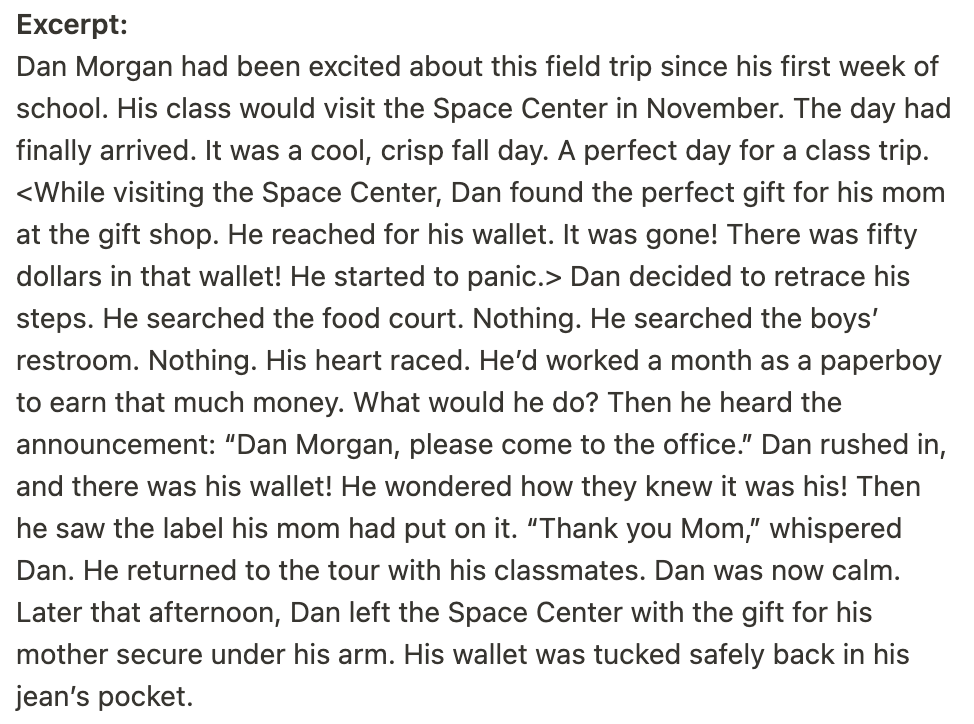 Excerpt:
Dan Morgan had been excited about this field trip since his first week of
school. His class would visit the Space Center in November. The day had
finally arrived. It was a cool, crisp fall day. A perfect day for a class trip.
<While visiting the Space Center, Dan found the perfect gift for his mom
at the gift shop. He reached for his wallet. It was gone! There was fifty
dollars in that wallet! He started to panic.> Dan decided to retrace his
steps. He searched the food court. Nothing. He searched the boys’
restroom. Nothing. His heart raced. He’d worked a month as a paperboy
to earn that much money. What would he do? Then he heard the
announcement: “Dan Morgan, please come to the office.” Dan rushed in,
and there was his wallet! He wondered how they knew it was his! Then
he saw the label his mom had put on it. “Thank you Mom,” whispered
Dan. He returned to the tour with his classmates. Dan was now calm.
Later that afternoon, Dan left the Space Center with the gift for his
mother secure under his arm. His wallet was tucked safely back in his
jean’s pocket.